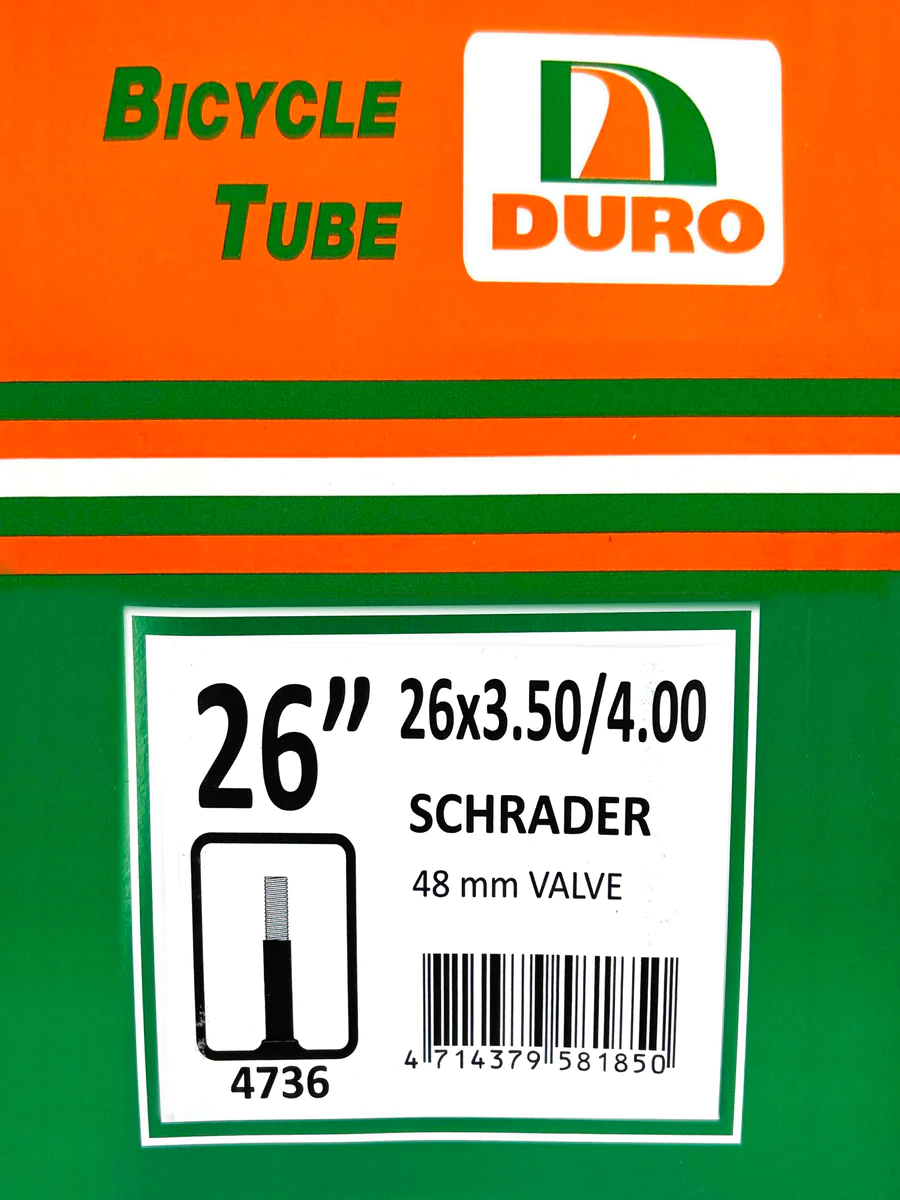 BICYCLE
TUBE
DURO
26”
26x3.50/4.00
SCHRADER
48 mm VALVE
4736
4 714379 581850